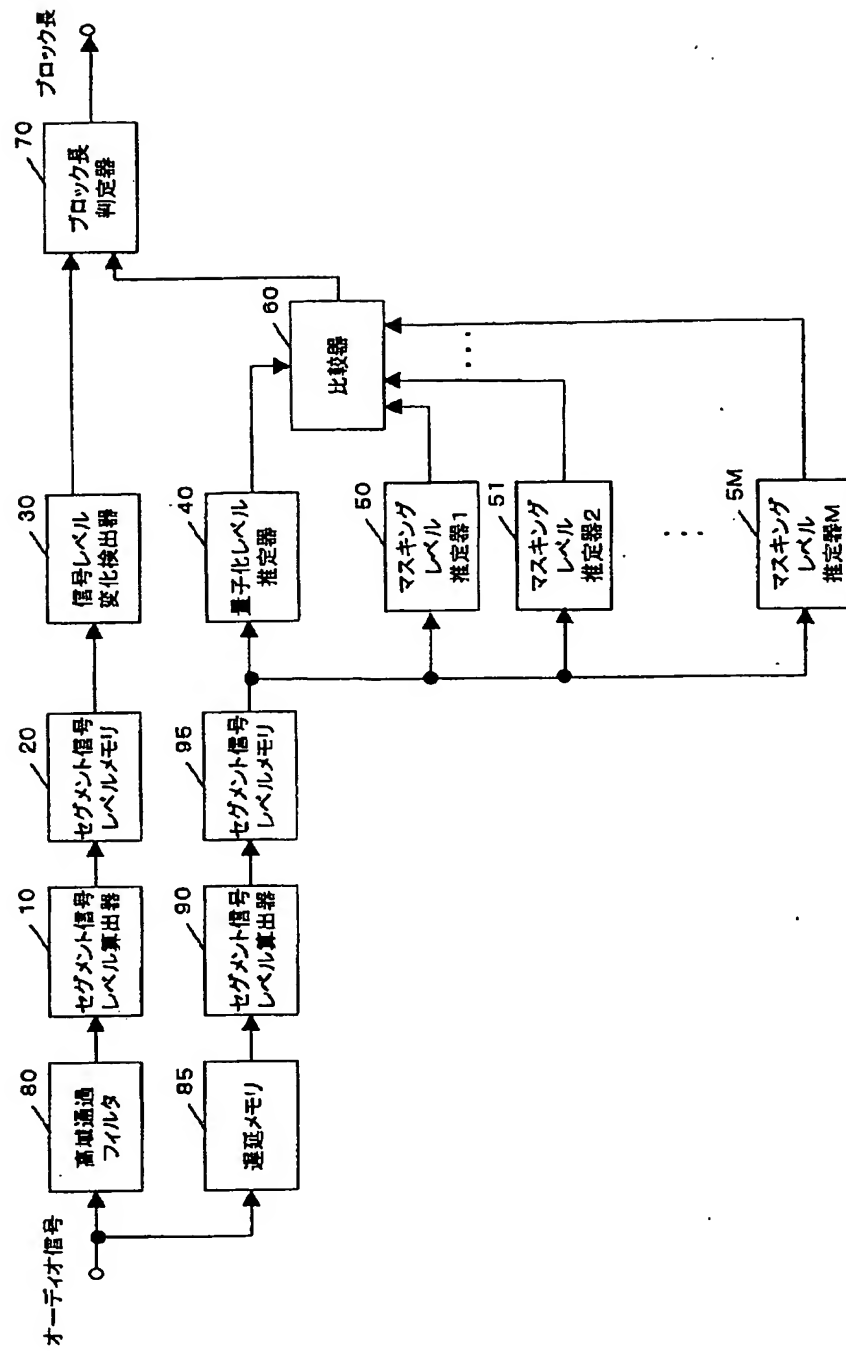 オーディオ信号
80
高域通過
フィルタ
10
セグメント信号
レベル算出器
20
セグメント信号
レベルメモリ
30
信号レベル
変化検出器
70
ブロック長
判定器
ブロック長
85
遅延メモリ
90
セグメント信号
レベル算出器
95
セグメント信号
レベルメモリ
40
量子化レベル
推定器
60
比較器
50
マスキング
レベル
推定器1
51
マスキング
レベル
推定器2
5M
マスキング
レベル
推定器M